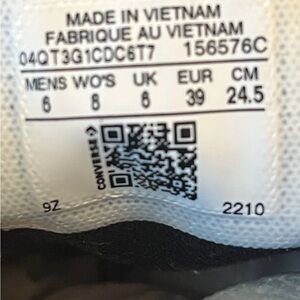 MADE IN VIETNAM
FABRIQUE AU VIETNAM
04QT3G1CDC6T7 156576C
MENS WO'S UK EUR CM
6 8 6 39 24.5
CONVERSE
9Z 2210